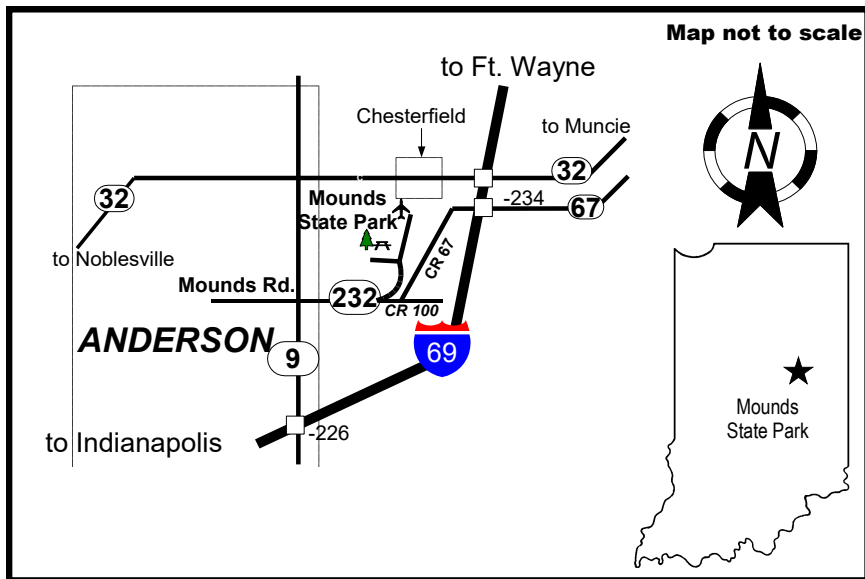 Map not to scale
to Ft. Wayne
Chesterfield
to Muncie
N
32
32
Mounds
State Park
-234
67
to Noblesville
CR 67
Mounds Rd.
232
CR 100
ANDERSON
9
69
to Indianapolis
-226
Mounds
State Park